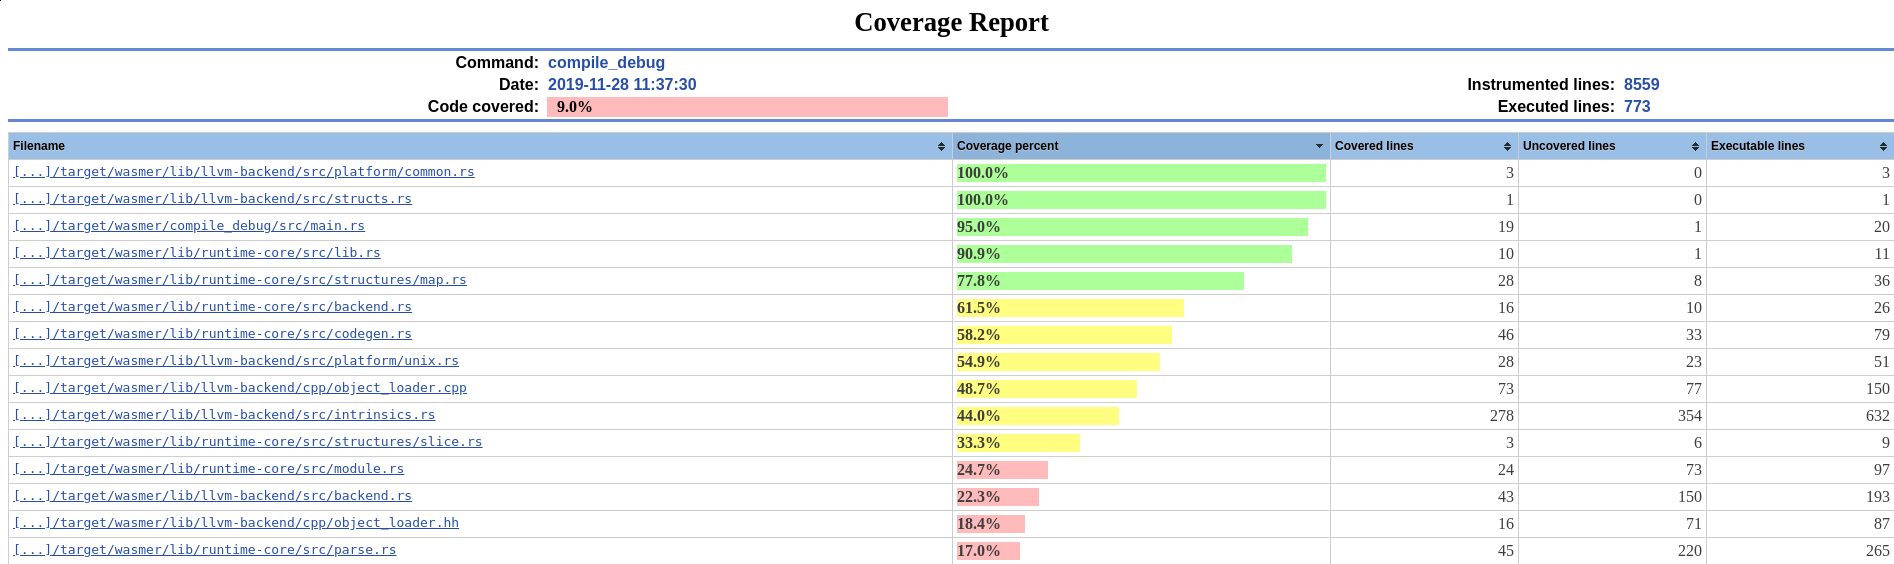 Coverage Report
Command: compile_debug
Date: 2019-11-28 11:37:30 Instrumented lines: 8559
Code covered: 9.0% Executed lines: 773
Filename Coverage percent Covered lines Uncovered lines Executable lines
[...]/target/wasmer/lib/llvm-backend/src/platform/common.rs 100.0% 3 0 3
[...]/target/wasmer/lib/llvm-backend/src/structs.rs 100.0% 1 0 1
[...]/target/wasmer/compile_debug/src/main.rs 95.0% 19 1 20
[...]/target/wasmer/lib/runtime-core/src/lib.rs 90.9% 10 1 11
[...]/target/wasmer/lib/runtime-core/src/structures/map.rs 77.8% 28 8 36
[...]/target/wasmer/lib/runtime-core/src/backend.rs 61.5% 16 10 26
[...]/target/wasmer/lib/runtime-core/src/codegen.rs 58.2% 46 33 79
[...]/target/wasmer/lib/llvm-backend/src/platform/unix.rs 54.9% 28 23 51
[...]/target/wasmer/lib/llvm-backend/cpp/object_loader.cpp 48.7% 73 77 150
[...]/target/wasmer/lib/llvm-backend/src/intrinsics.rs 44.0% 278 354 632
[...]/target/wasmer/lib/runtime-core/src/structures/slice.rs 33.3% 3 6 9
[...]/target/wasmer/lib/runtime-core/src/module.rs 24.7% 24 73 97
[...]/target/wasmer/lib/llvm-backend/src/backend.rs 22.3% 43 150 193
[...]/target/wasmer/lib/llvm-backend/cpp/object_loader.hh 18.4% 16 71 87
[...]/target/wasmer/lib/runtime-core/src/parse.rs 17.0% 45 220 265